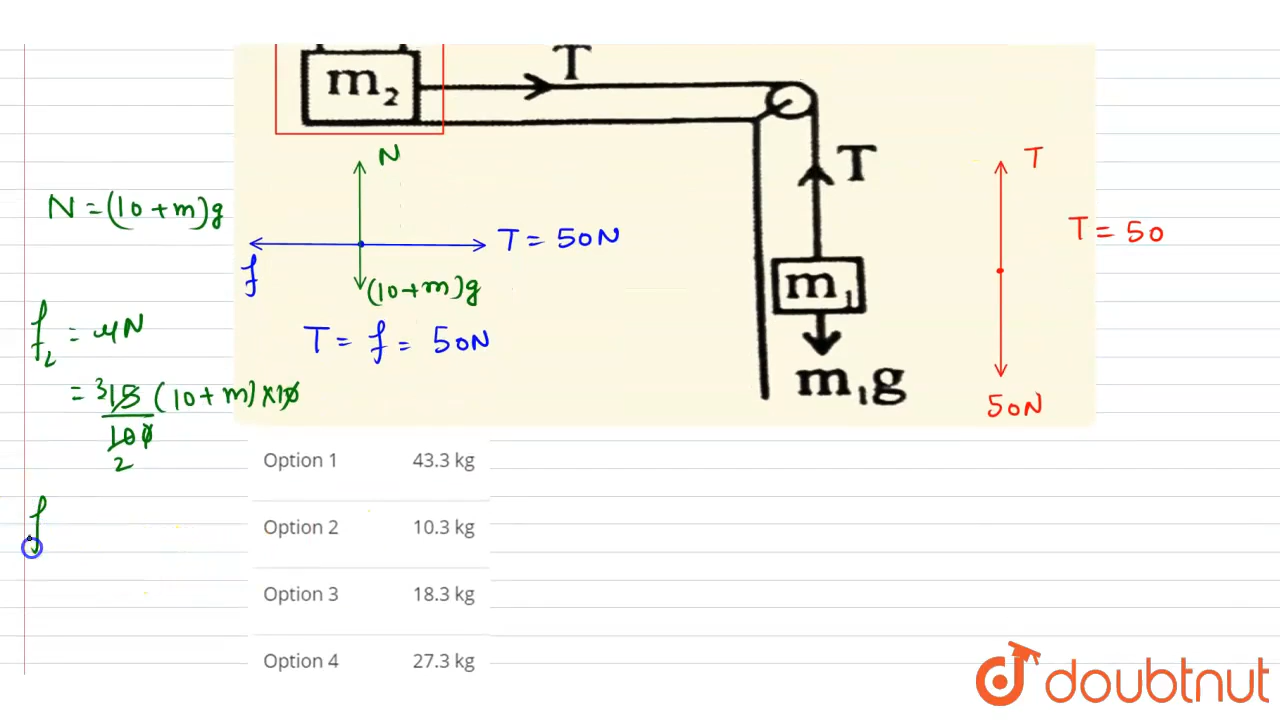 m₂
T
N
N = (10 + m)g
T = 50N
f
(10+m)g
T = f = 50N
f_L = μN
= 3 15 (10 + m) × 10
100
2
f
T
m₁
m₁g
T
T = 50
50N
Option 1 43.3 kg
Option 2 10.3 kg
Option 3 18.3 kg
Option 4 27.3 kg
doubtnut